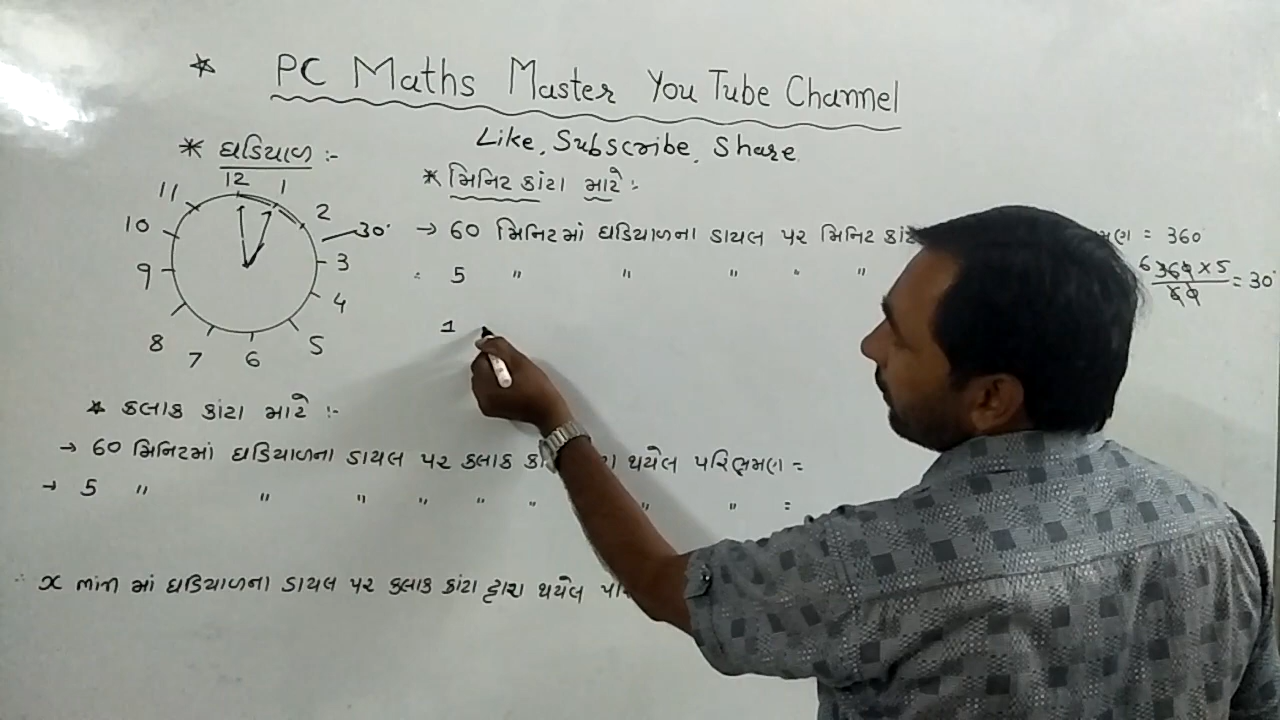 * PC Maths Master YouTube Channel
Like, Subscribe, Share
* ઘડિયાળ :-
12 1 2 3 4 5 6 7 8 9 10 11
30°
* મિનિટ કાંટા માટે :-
→ 60 મિનિટમાં ઘડિયાળના ડાયલ પર મિનિટ = 360
∴ 5 " " " " " 6 360 × 5 / 60 = 30°
1
* કલાક કાંટા માટે :-
→ 60 મિનિટમાં ઘડિયાળના ડાયલ પર કલાક થયેલ પરિભ્રમણ =
→ 5 " " " " " " " " =
∴ x min માં ઘડિયાળના ડાયલ પર કલાક કાંટા દ્વારા થયેલ